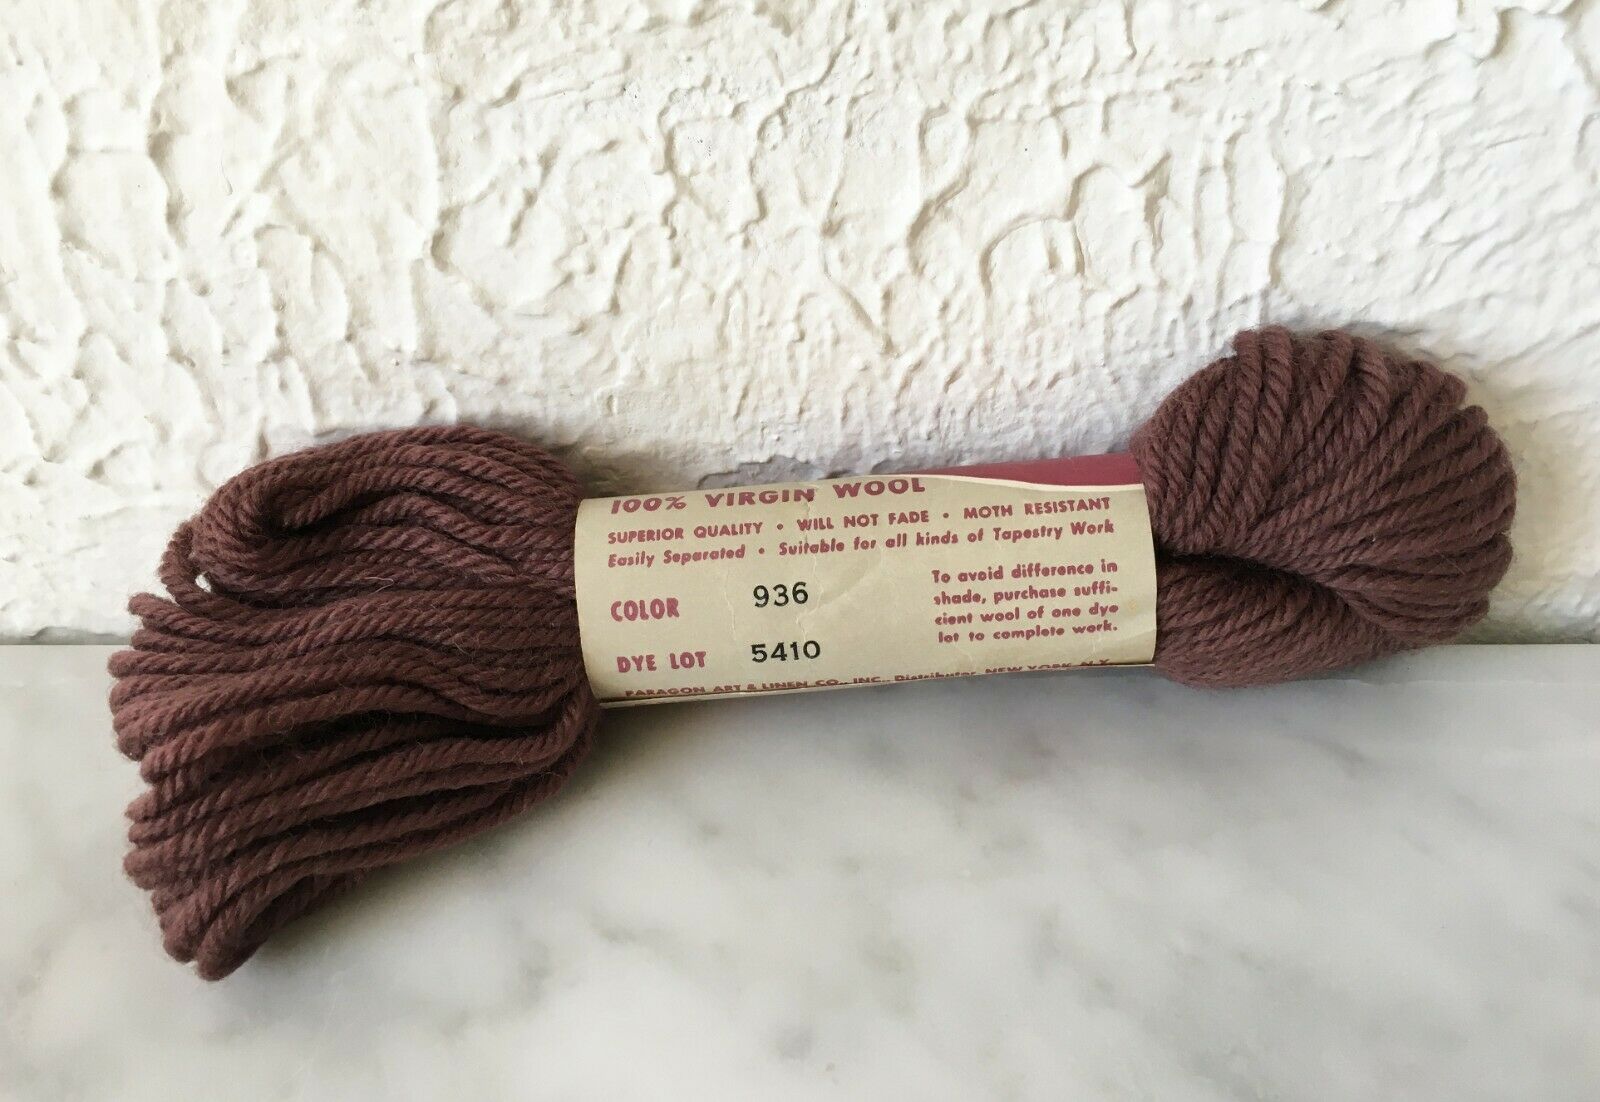 100% VIRGIN WOOL
SUPERIOR QUALITY • WILL NOT FADE • MOTH RESISTANT
Easily Separated • Suitable for all kinds of Tapestry Work
COLOR 936
DYE LOT 5410
To avoid difference in
shade, purchase suffi-
cient wool of one dye
lot to complete work.
PARAGON ART & LINEN CO., INC., Distributor NEW YORK, N.Y.